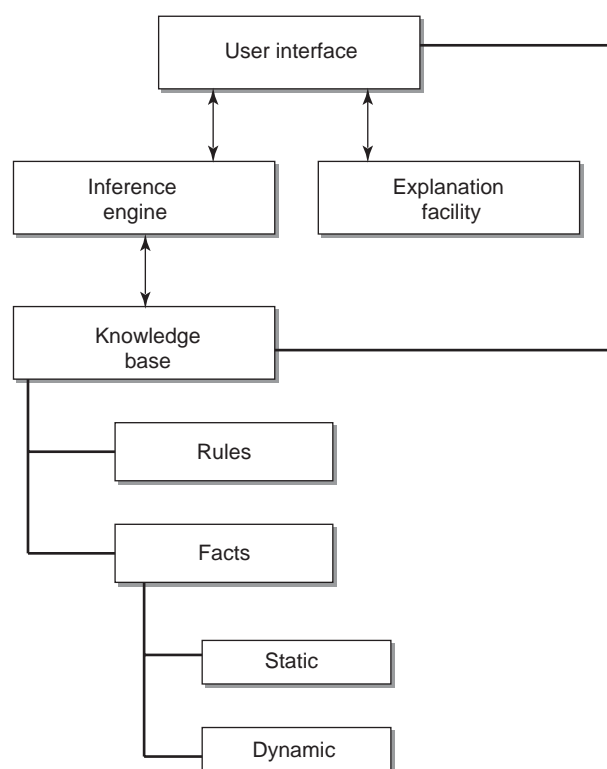 User interface
Inference
engine
Explanation
facility
Knowledge
base
Rules
Facts
Static
Dynamic